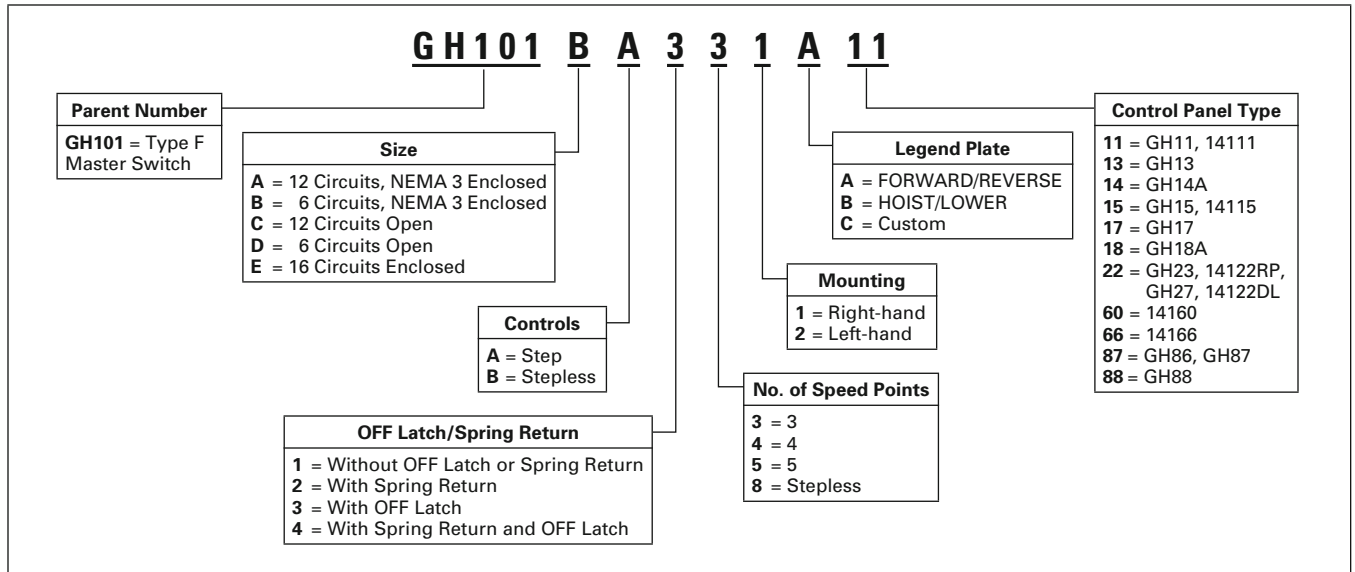 GH101 B A 3 3 1 A 11
Parent Number
GH101 = Type F
Master Switch
Size
A = 12 Circuits, NEMA 3 Enclosed
B = 6 Circuits, NEMA 3 Enclosed
C = 12 Circuits Open
D = 6 Circuits Open
E = 16 Circuits Enclosed
Controls
A = Step
B = Stepless
OFF Latch/Spring Return
1 = Without OFF Latch or Spring Return
2 = With Spring Return
3 = With OFF Latch
4 = With Spring Return and OFF Latch
No. of Speed Points
3 = 3
4 = 4
5 = 5
8 = Stepless
Mounting
1 = Right-hand
2 = Left-hand
Legend Plate
A = FORWARD/REVERSE
B = HOIST/LOWER
C = Custom
Control Panel Type
11 = GH11, 14111
13 = GH13
14 = GH14A
15 = GH15, 14115
17 = GH17
18 = GH18A
22 = GH23, 14122RP,
GH27, 14122DL
60 = 14160
66 = 14166
87 = GH86, GH87
88 = GH88